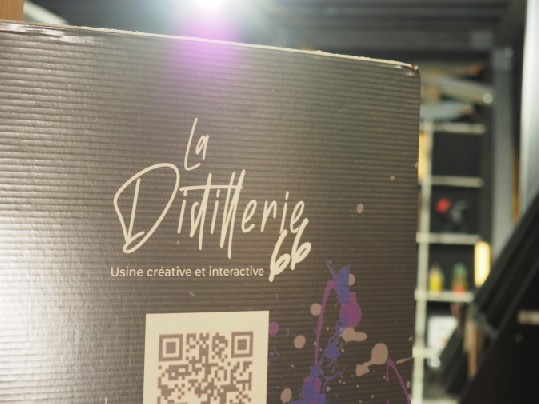 La
Distillerie
66
Usine créative et interactive